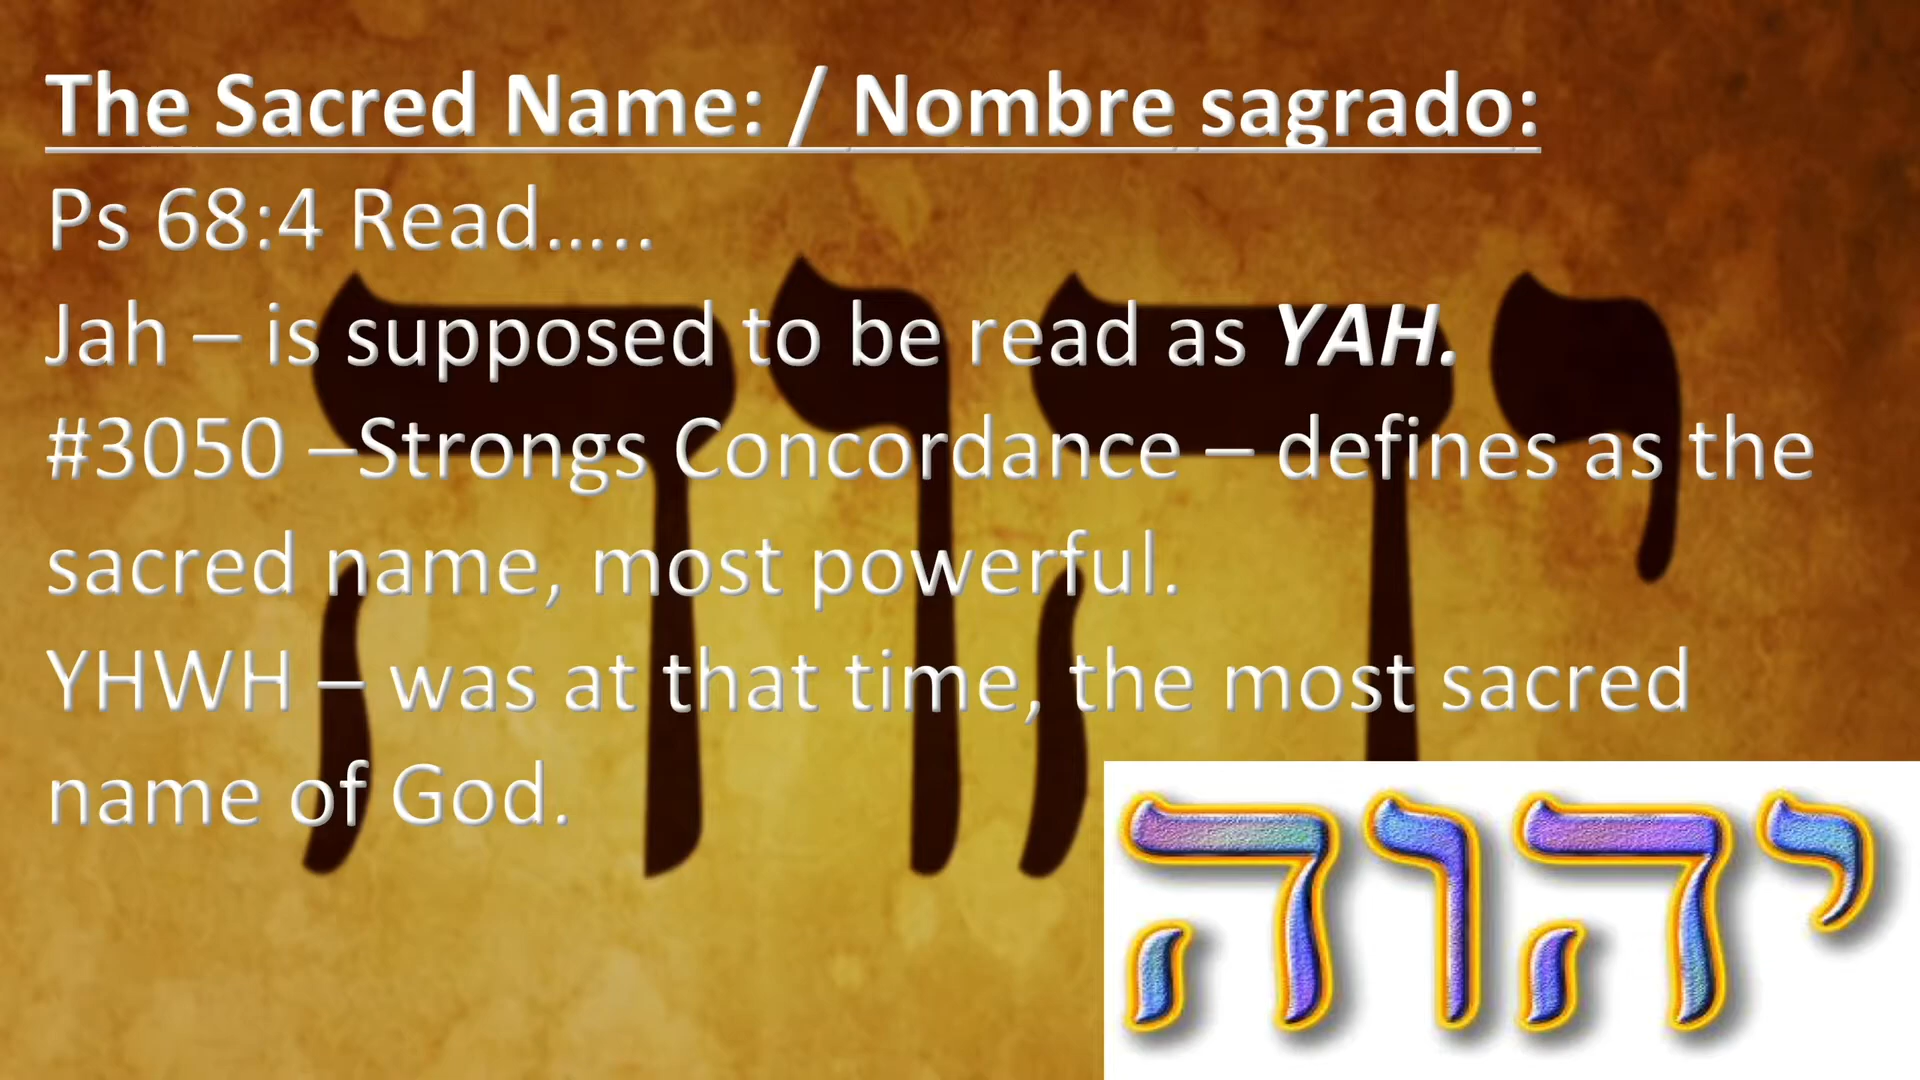 The Sacred Name: / Nombre sagrado:
Ps 68:4 Read…..
Jah – is supposed to be read as YAH.
#3050 –Strongs Concordance – defines as the
sacred name, most powerful.
YHWH – was at that time, the most sacred
name of God.
יהוה
יהוה